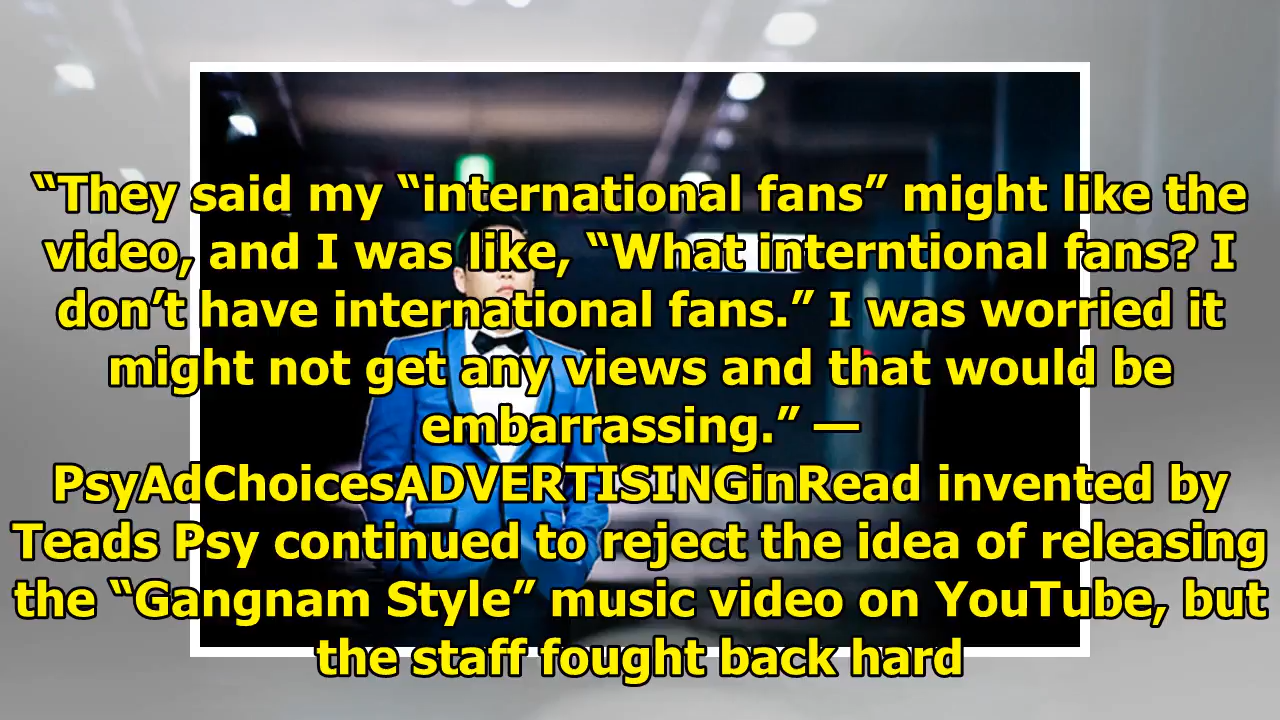 “They said my “international fans” might like the
video, and I was like, “What interntional fans? I
don’t have international fans.” I was worried it
might not get any views and that would be
embarrassing.” —
PsyAdChoicesADVERTISINGinRead invented by
Teads Psy continued to reject the idea of releasing
the “Gangnam Style” music video on YouTube, but
the staff fought back hard